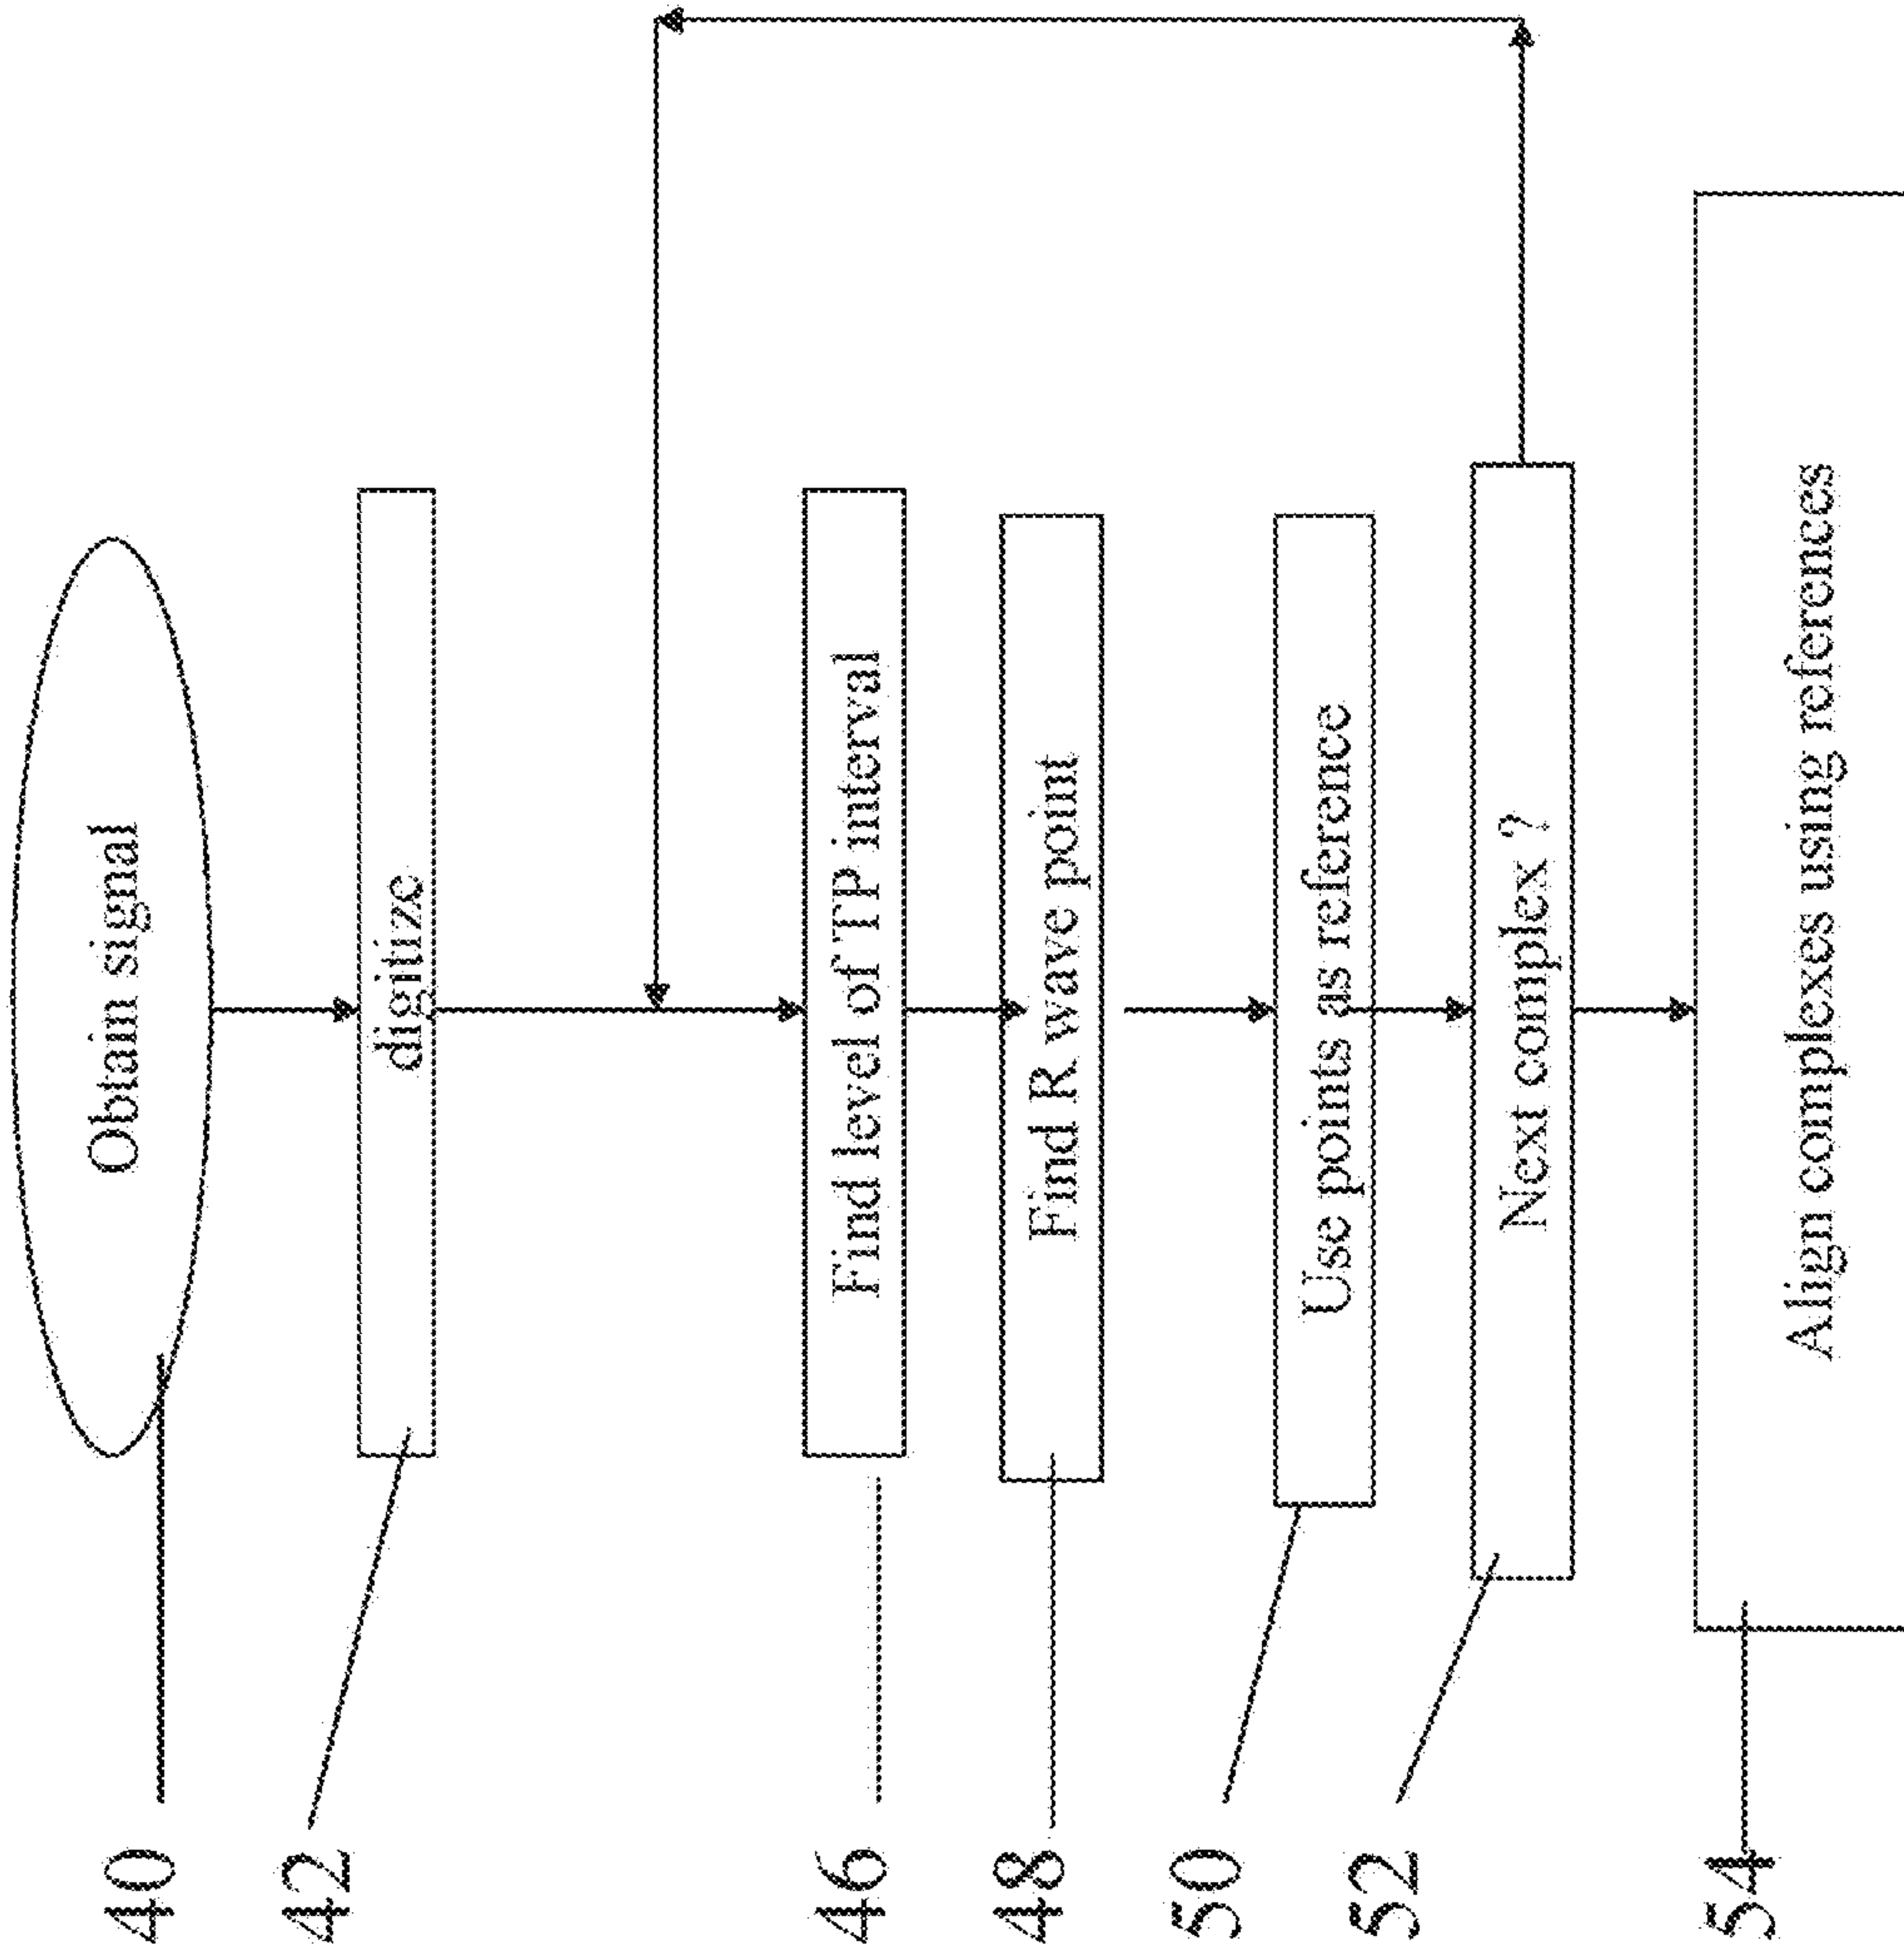 40
Obtain signal
42
digitize
46
Find level of TP interval
48
Find R wave point
50
Use points as reference
52
Next complex ?
54
Align complexes using references